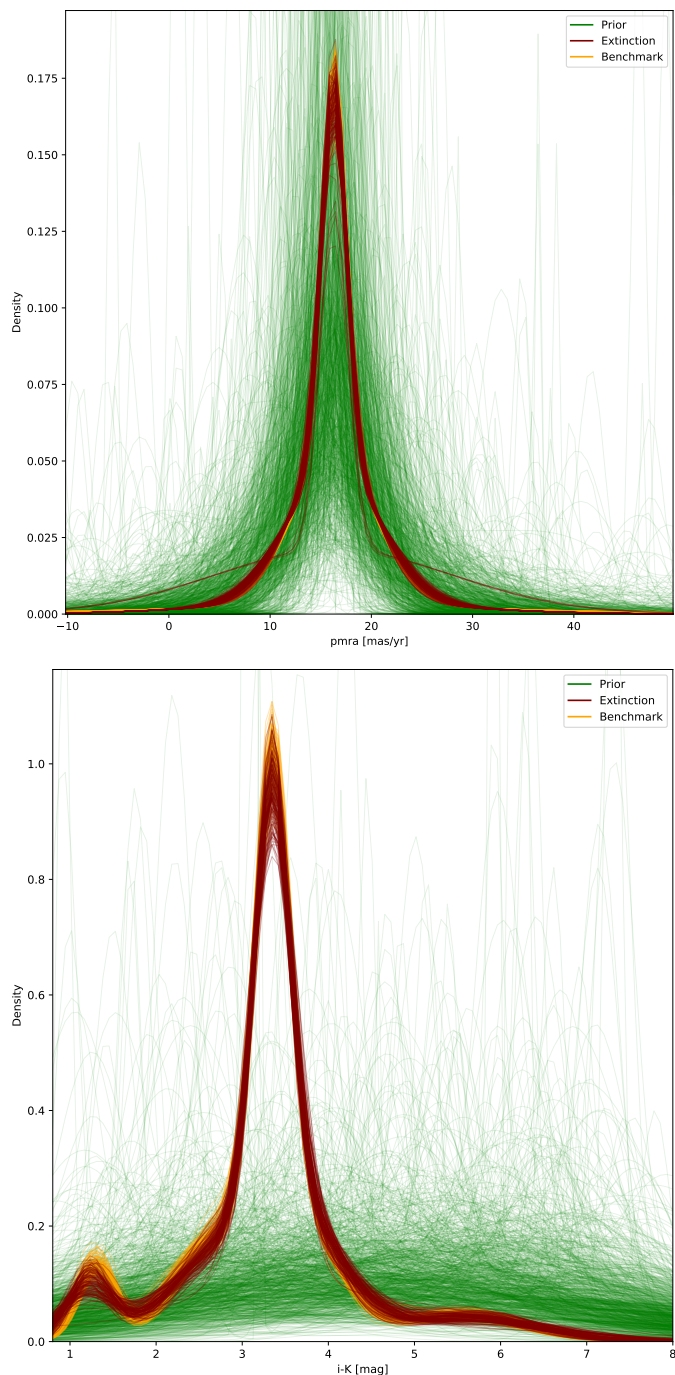 Prior
Extinction
Benchmark
0.175
0.150
0.125
0.100
0.075
0.050
0.025
0.000
Density
−10 0 10 20 30 40
pmra [mas/yr]
Prior
Extinction
Benchmark
1.0
0.8
0.6
0.4
0.2
0.0
Density
1 2 3 4 5 6 7 8
i-K [mag]